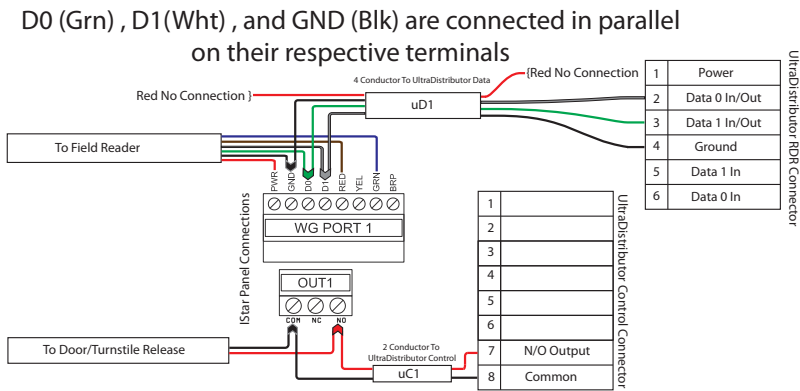 D0 (Grn) , D1(Wht) , and GND (Blk) are connected in parallel
on their respective terminals
4 Conductor To UltraDistributor Data
Red No Connection }
uD1
{Red No Connection
1 Power
2 Data 0 In/Out
3 Data 1 In/Out
4 Ground
5 Data 1 In
6 Data 0 In
UltraDistributor RDR Connector
To Field Reader
PWR
GND
D0
D1
RED
YEL
GRN
BRP
WG PORT 1
IStar Panel Connections
OUT1
COM NC NO
To Door/Turnstile Release
2 Conductor To
UltraDistributor Control
uC1
1
2
3
4
5
6
7 N/O Output
8 Common
UltraDistributor Control Connector